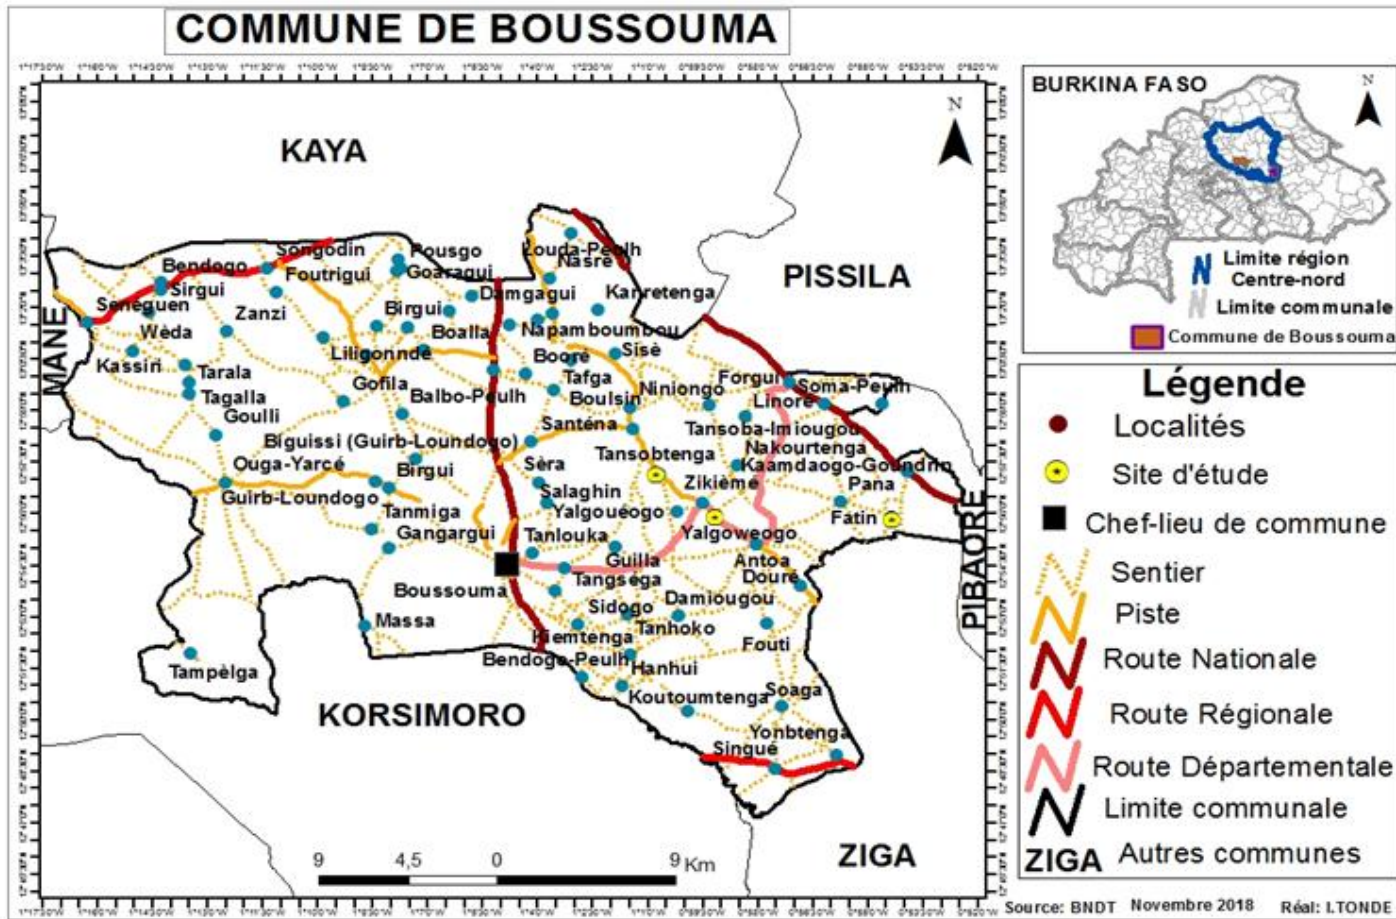 COMMUNE DE BOUSSOUMA
KAYA
PISSILA
MANE
PIBAORE
KORSIMORO
ZIGA
N
Songodin
Pousgo
Louda-Peulh
Nasré
Bendogo
Foutrigui
Goaragui
Sirgui
Damgagui
Kanretenga
Seneguen
Zanzi
Birgui
Wèda
Boalla
Napamboumbou
Kassiri
Liligonndé
Booré
Sisè
Tarala
Gofila
Tafga
Forgui
Soma-Peulh
Tagalla
Balbo-Peulh
Boulsin
Niniongo
Linoré
Goulli
Santéna
Tansoba-Imiougou
Biguissi (Guirb-Loundogo)
Tansobtenga
Nakourtenga
Ouga-Yarcé
Birgui
Sèra
Kaamdaogo-Goundrin
Guirb-Loundogo
Salaghin
Zikièmé
Pana
Tanmiga
Yalgouéogo
Fatin
Gangargui
Tanlouka
Yalgoweogo
Guilla
Antoa
Boussouma
Tangséga
Douré
Massa
Sidogo
Damiougou
Kiemtenga
Tanhoko
Fouti
Tampèlga
Bendogo-Peulh
Hanhui
Koutoumtenga
Soaga
Singué
Yonbtenga
9 4,5 0 9 Km
BURKINA FASO
N
Limite région
Centre-nord
Limite communale
Commune de Boussouma
Légende
Localités
Site d'étude
Chef-lieu de commune
Sentier
Piste
Route Nationale
Route Régionale
Route Départementale
Limite communale
ZIGA Autres communes
Source: BNDT Novembre 2018 Réal: I.TONDE